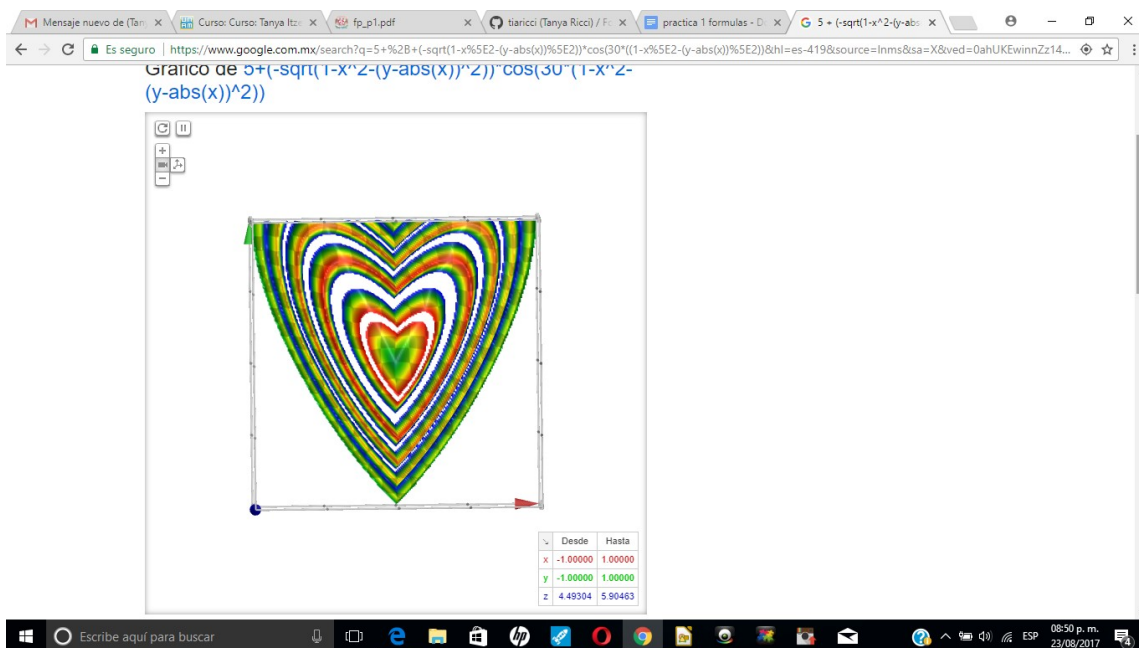 Mensaje nuevo de (Tan
Curso: Curso: Tanya Itze
fp_p1.pdf
tiaricci (Tanya Ricci) / Fo
practica 1 formulas - D
5 + (-sqrt(1-x^2-(y-abs
Es seguro | https://www.google.com.mx/search?q=5+%2B+(-sqrt(1-x%5E2-(y-abs(x))%5E2))*cos(30*((1-x%5E2-(y-abs(x))%5E2))&hl=es-419&source=lnms&sa=X&ved=0ahUKEwinnZz14...
Gráfico de 5+(-sqrt(1-x^2-(y-abs(x))^2))*cos(30*(1-x^2-
(y-abs(x))^2))
Desde Hasta
x -1.00000 1.00000
y -1.00000 1.00000
z 4.49304 5.90463
Escribe aquí para buscar
hp
ESP
08:50 p. m.
23/08/2017
4